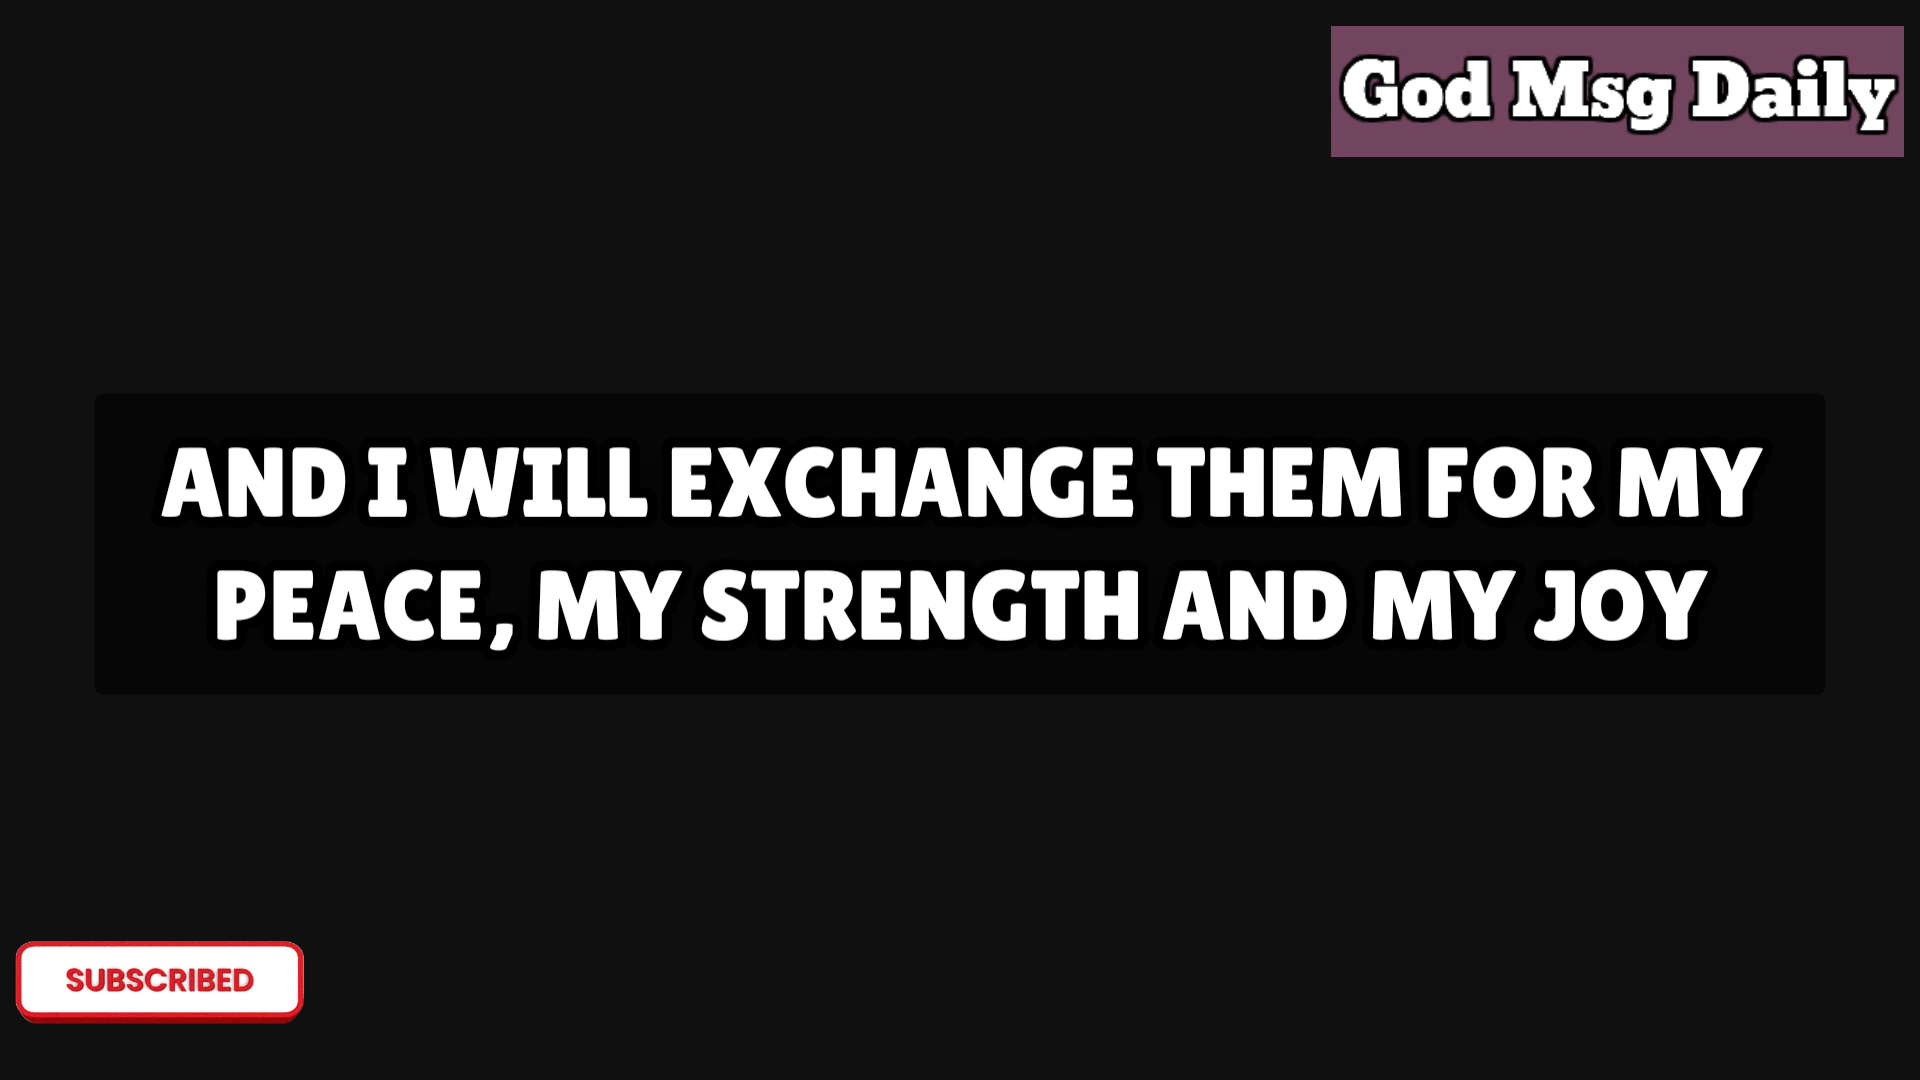 God Msg Daily
AND I WILL EXCHANGE THEM FOR MY
PEACE, MY STRENGTH AND MY JOY
SUBSCRIBED